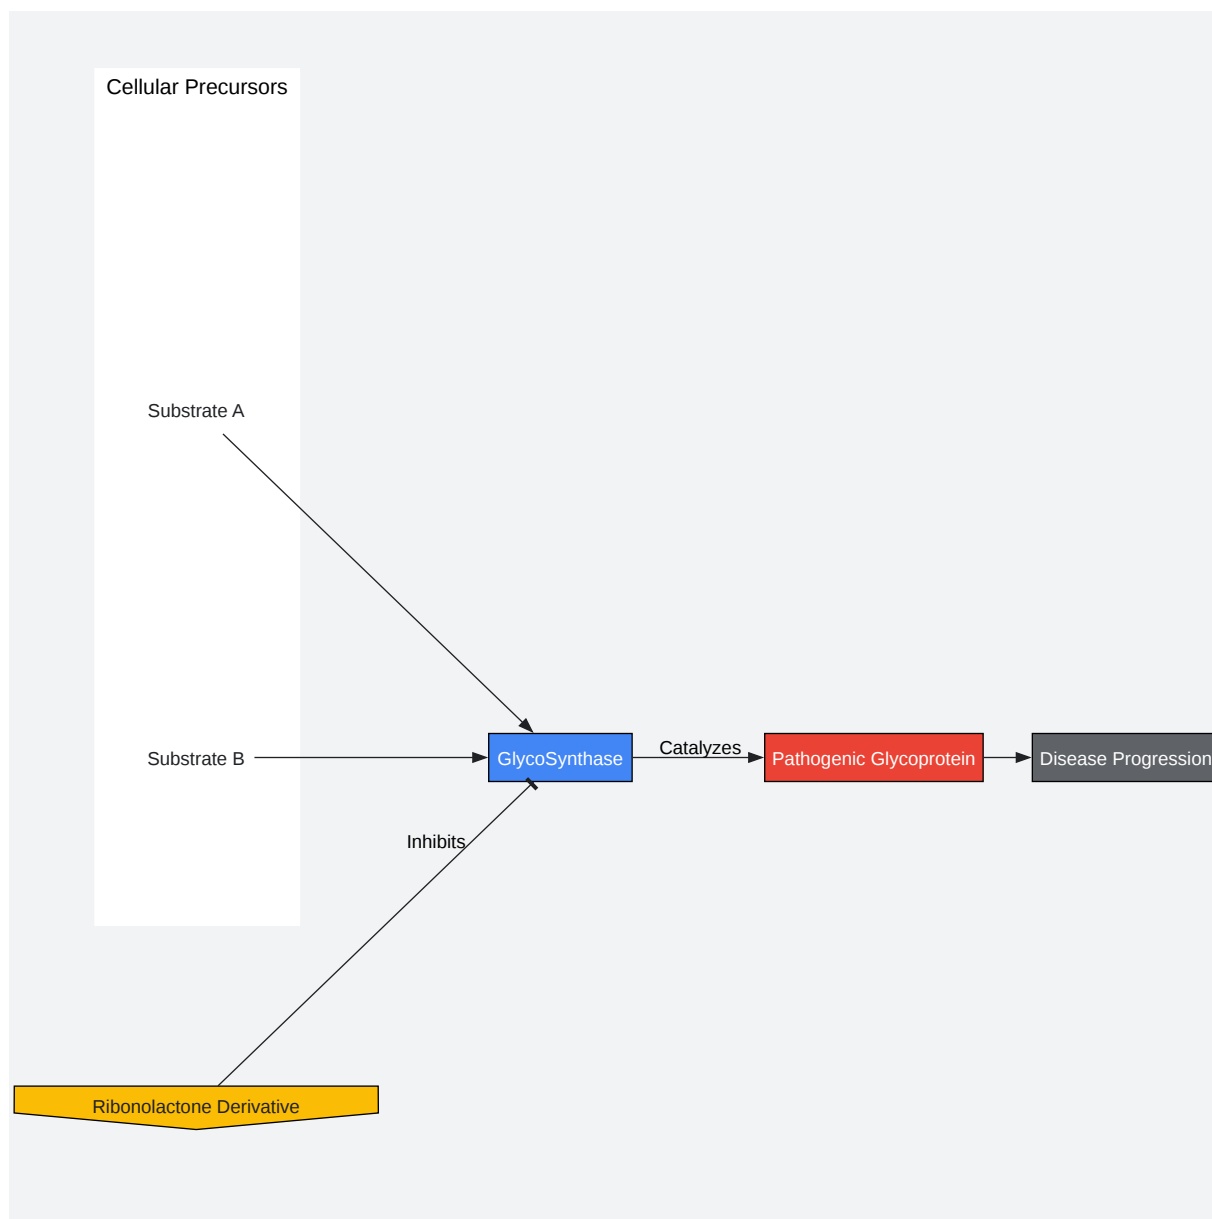 Cellular Precursors
Substrate A
Substrate B
GlycoSynthase
Catalyzes
Pathogenic Glycoprotein
Disease Progression
Inhibits
Ribonolactone Derivative